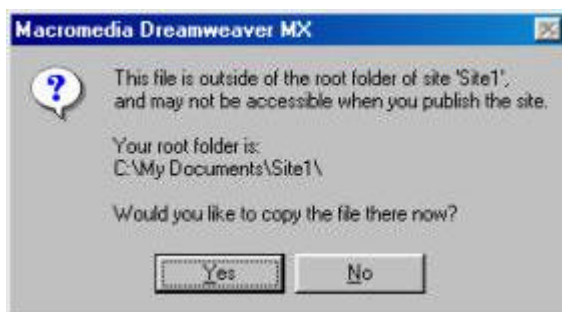 Macromedia Dreamweaver MX
?
This file is outside of the root folder of site 'Site1',
and may not be accessible when you publish the site.
Your root folder is:
C:\My Documents\Site1\
Would you like to copy the file there now?
Yes No